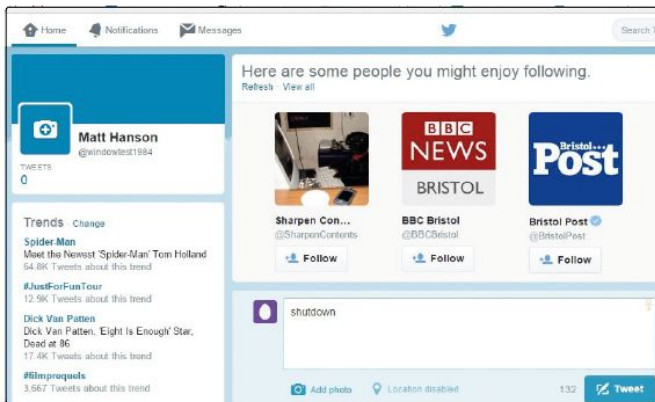 Home Notifications Messages Search T
Here are some people you might enjoy following.
Refresh · View all
Matt Hanson
@windowtest1984
TWEETS
0
BBC
NEWS
BRISTOL
Bristol...
Post
Sharpen Con...
@SharpenContents
Follow
BBC Bristol
@BBCBristol
Follow
Bristol Post
@BristolPost
Follow
Trends · Change
Spider-Man
Meet the Newest 'Spider-Man' Tom Holland
64.8K Tweets about this trend
#JustForFunTour
12.9K Tweets about this trend
Dick Van Patten
Dick Van Patten, 'Eight Is Enough' Star,
Dead at 86
17.4K Tweets about this trend
#filmprequels
3,667 Tweets about this trend
shutdown
Add photo Location disabled 132 Tweet